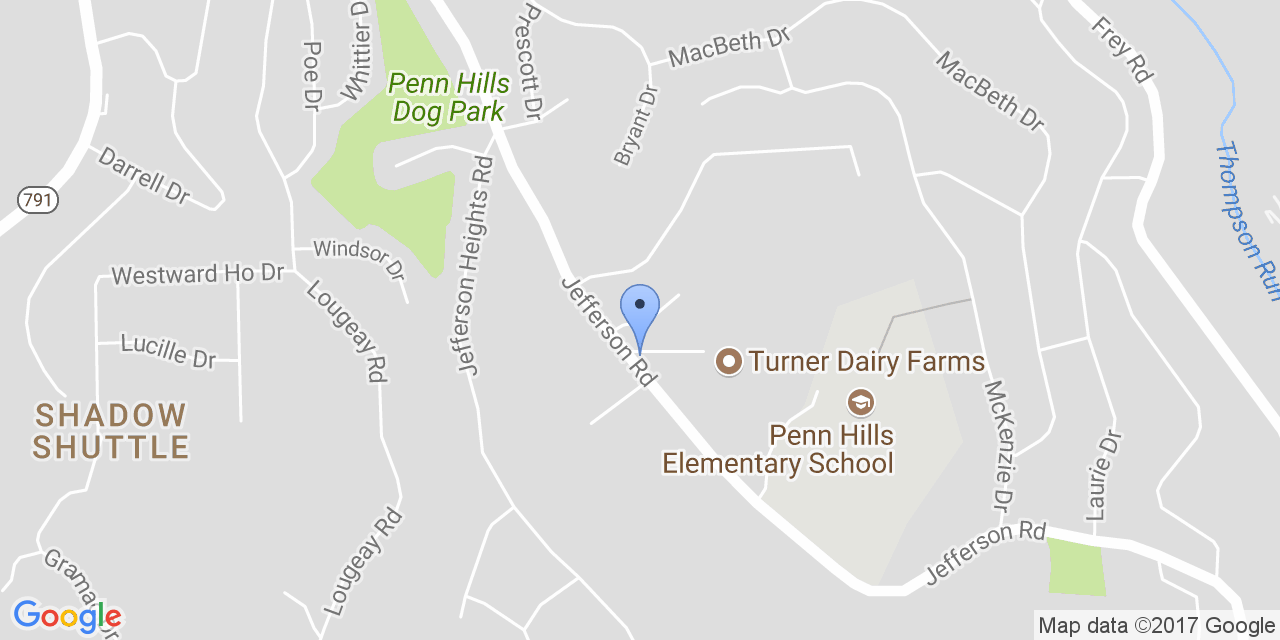 Poe Dr
Whittier D
Prescott Dr
MacBeth Dr
Frey Rd
MacBeth Dr
Penn Hills
Dog Park
Bryant Dr
Darrell Dr
791
Thompson Run
Jefferson Heights Rd
Windsor Dr
Westward Ho Dr
Lougeay Rd
Jefferson Rd
Lucille Dr
Turner Dairy Farms
SHADOW
SHUTTLE
Penn Hills
Elementary School
McKenzie Dr
Laurie Dr
Lougeay Rd
Jefferson Rd
Google
Map data ©2017 Google